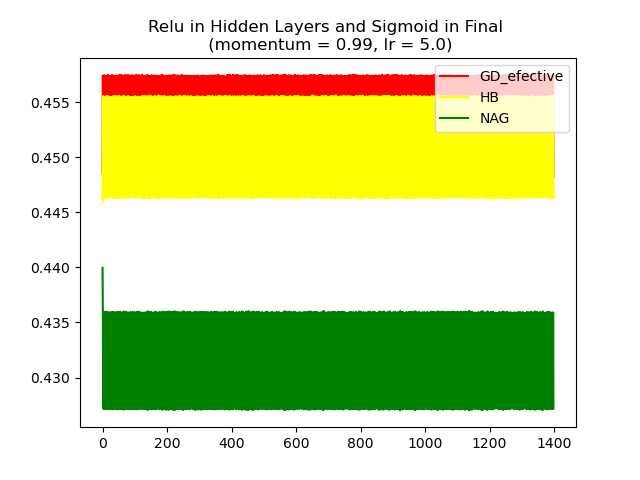 Relu in Hidden Layers and Sigmoid in Final
(momentum = 0.99, lr = 5.0)
GD_efective
HB
NAG
0.455
0.450
0.445
0.440
0.435
0.430
0 200 400 600 800 1000 1200 1400